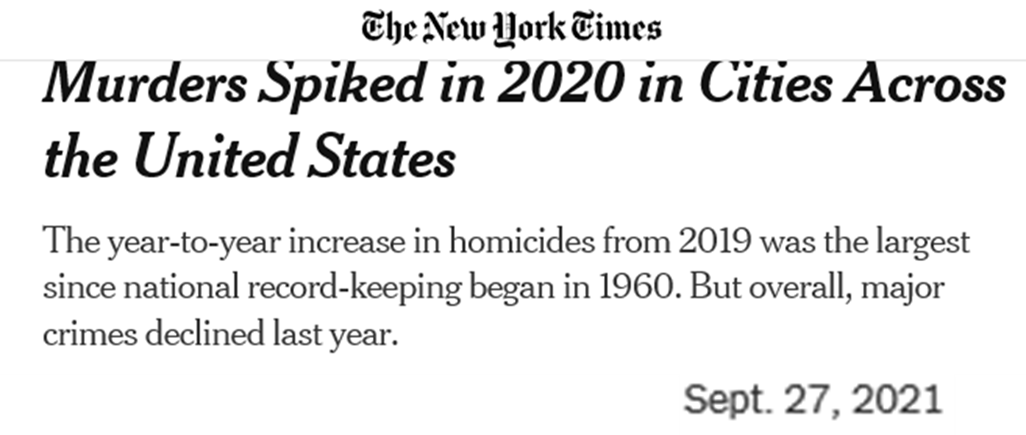 The New York Times
Murders Spiked in 2020 in Cities Across
the United States
The year-to-year increase in homicides from 2019 was the largest
since national record-keeping began in 1960. But overall, major
crimes declined last year.
Sept. 27, 2021